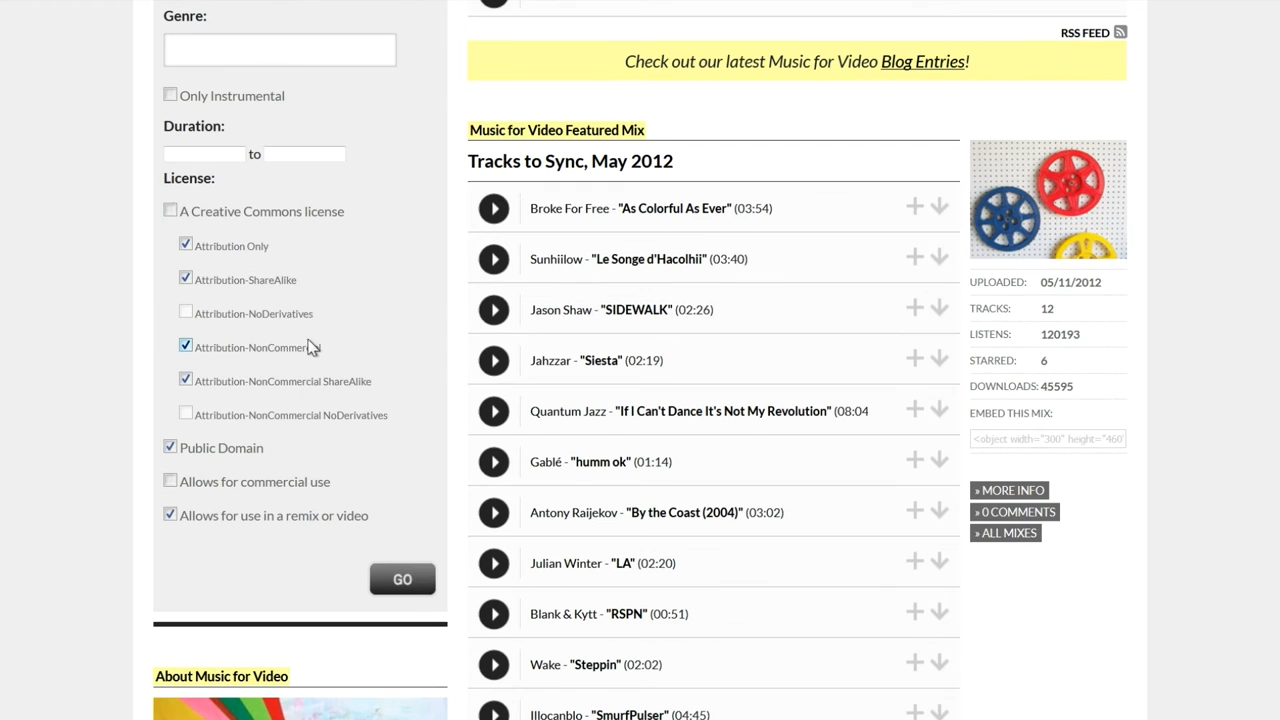 Genre:
Only Instrumental
Duration:
to
License:
A Creative Commons license
Attribution Only
Attribution-ShareAlike
Attribution-NoDerivatives
Attribution-NonCommer
Attribution-NonCommercial ShareAlike
Attribution-NonCommercial NoDerivatives
Public Domain
Allows for commercial use
Allows for use in a remix or video
GO
About Music for Video
RSS FEED
Check out our latest Music for Video Blog Entries!
Music for Video Featured Mix
Tracks to Sync, May 2012
Broke For Free - "As Colorful As Ever" (03:54)
Sunhiilow - "Le Songe d'Hacolhii" (03:40)
Jason Shaw - "SIDEWALK" (02:26)
Jahzzar - "Siesta" (02:19)
Quantum Jazz - "If I Can't Dance It's Not My Revolution" (08:04
Gablé - "humm ok" (01:14)
Antony Raijekov - "By the Coast (2004)" (03:02)
Julian Winter - "LA" (02:20)
Blank & Kytt - "RSPN" (00:51)
Wake - "Steppin" (02:02)
Illocanblo - "SmurfPulser" (04:45)
UPLOADED: 05/11/2012
TRACKS: 12
LISTENS: 120193
STARRED: 6
DOWNLOADS: 45595
EMBED THIS MIX:
<object width="300" height="460"
» MORE INFO
» 0 COMMENTS
» ALL MIXES